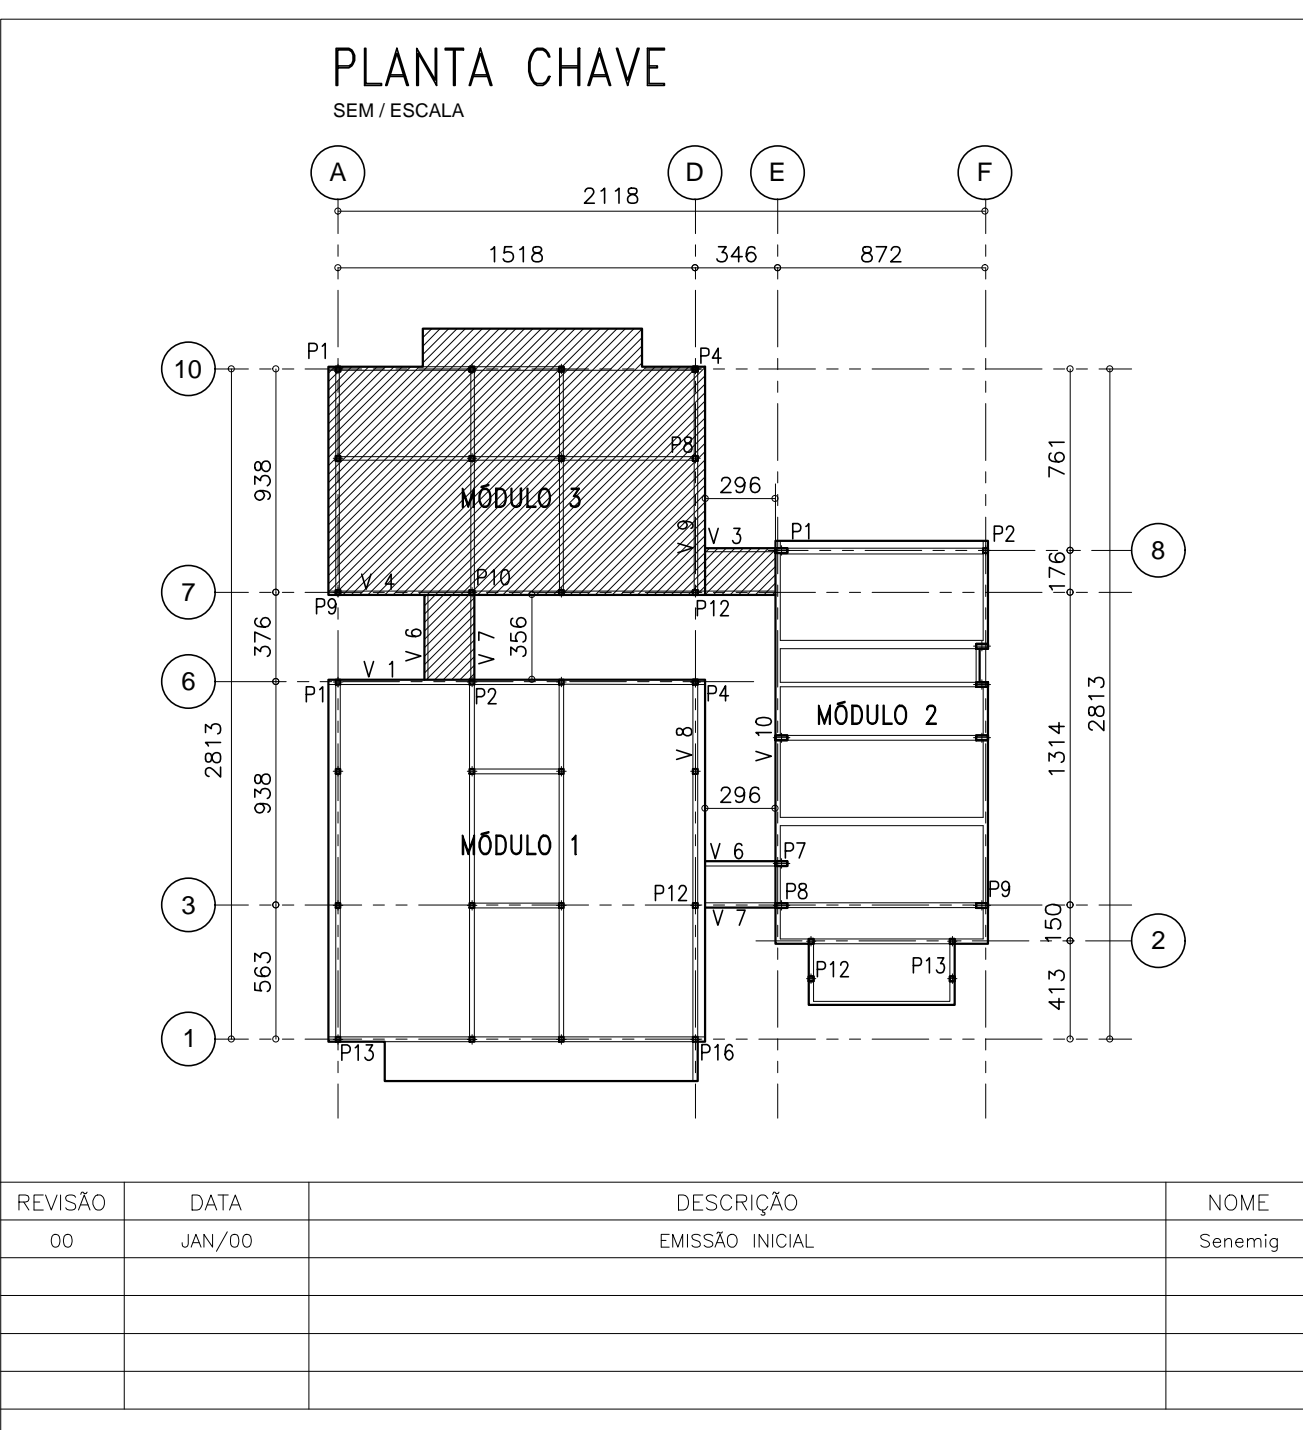 PLANTA CHAVE
SEM / ESCALA
A D E F
2118
1518 346 872
P1 P4
10
P8
938 761
MÓDULO 3 296
V 9 V 3 P1 P2
8
176
V 4 P10
7
P9 P12
376 V 6 V 7 356
V 1
6
P1 P2 P4
2813 V 8 V 10 MÓDULO 2 1314 2813
938 296
MÓDULO 1 V 6 P7
3 P12 P8 P9
V 7 150
2
563 P12 P13 413
1
P13 P16
REVISÃO DATA DESCRIÇÃO NOME
00 JAN/00 EMISSÃO INICIAL Senemig